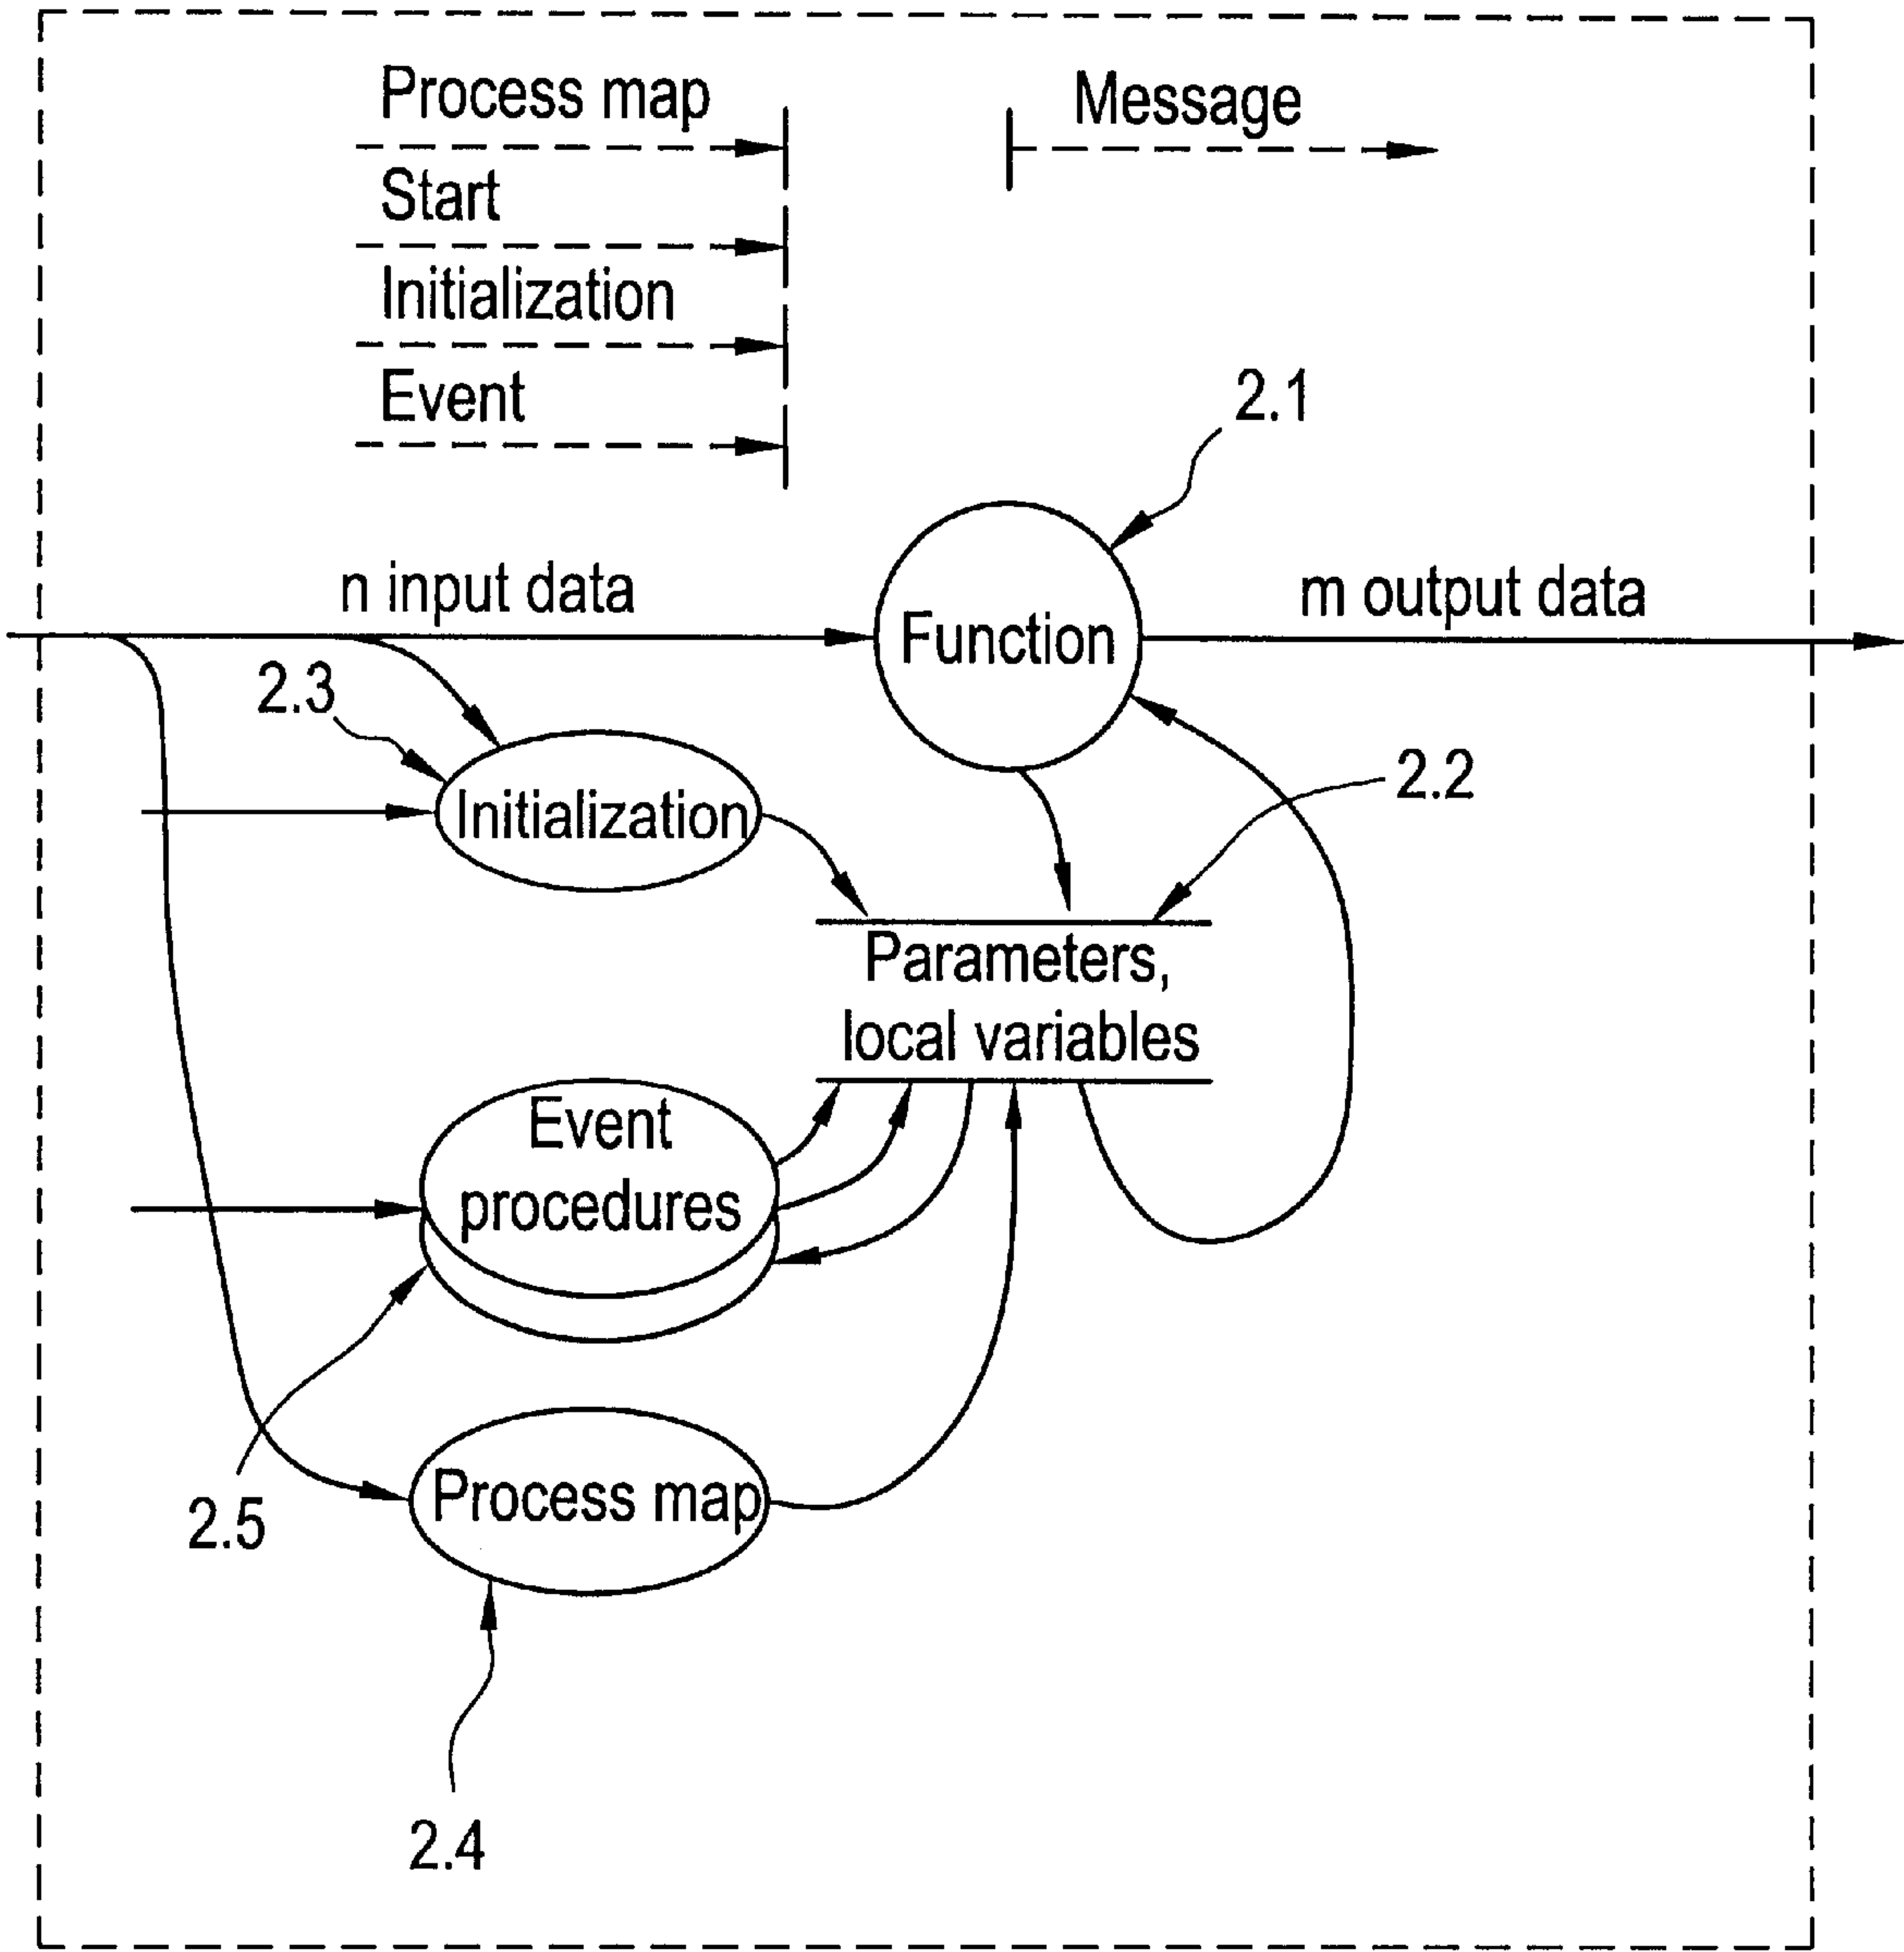 Process map
Message
Start
Initialization
Event
2.1
n input data
m output data
Function
2.3
2.2
Initialization
Parameters,
local variables
Event
procedures
Process map
2.5
2.4